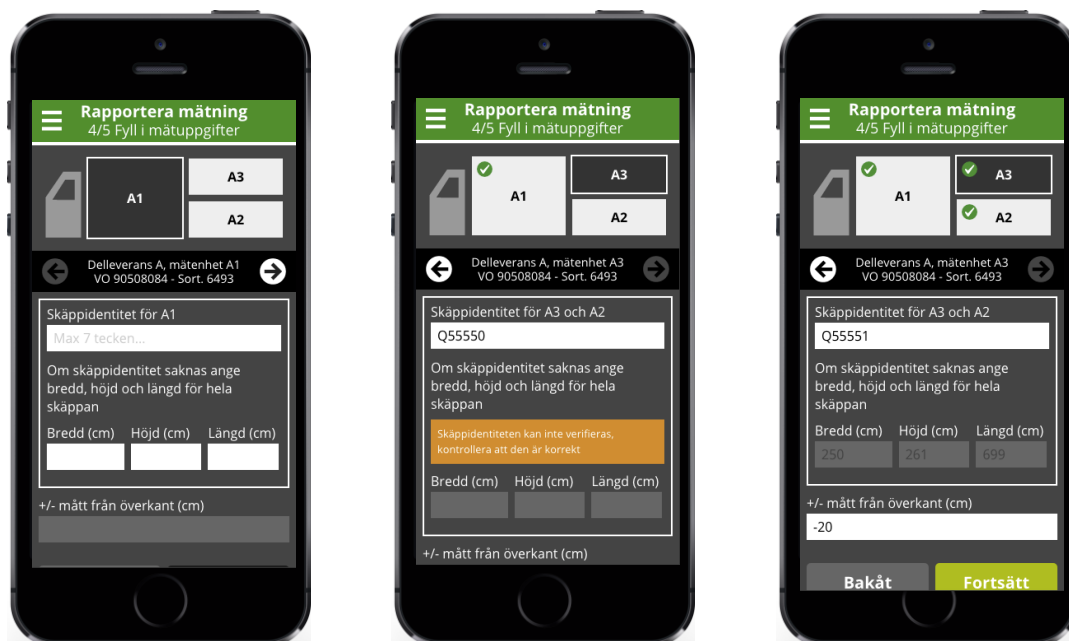 Rapportera mätning
4/5 Fyll i mätuppgifter
A1
A3
A2
Delleverans A, mätenhet A1
VO 90508084 - Sort. 6493
Skäppidentitet för A1
Max 7 tecken...
Om skäppidentitet saknas ange
bredd, höjd och längd för hela
skäppan
Bredd (cm) Höjd (cm) Längd (cm)
+/- mått från överkant (cm)
Rapportera mätning
4/5 Fyll i mätuppgifter
A1
A3
A2
Delleverans A, mätenhet A3
VO 90508084 - Sort. 6493
Skäppidentitet för A3 och A2
Q55550
Om skäppidentitet saknas ange
bredd, höjd och längd för hela
skäppan
Skäppidentiteten kan inte verifieras,
kontrollera att den är korrekt
Bredd (cm) Höjd (cm) Längd (cm)
+/- mått från överkant (cm)
Rapportera mätning
4/5 Fyll i mätuppgifter
A1
A3
A2
Delleverans A, mätenhet A3
VO 90508084 - Sort. 6493
Skäppidentitet för A3 och A2
Q55551
Om skäppidentitet saknas ange
bredd, höjd och längd för hela
skäppan
Bredd (cm) Höjd (cm) Längd (cm)
250 261 699
+/- mått från överkant (cm)
-20
Bakåt Fortsätt